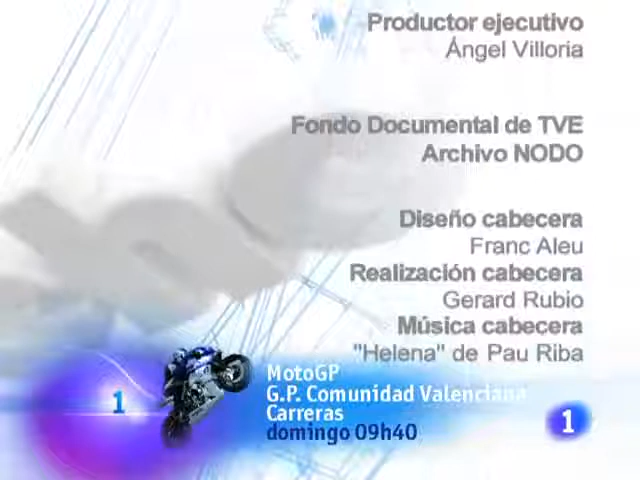 Productor ejecutivo
Ángel Villoria
Fondo Documental de TVE
Archivo NODO
Diseño cabecera
Franc Aleu
Realización cabecera
Gerard Rubio
Música cabecera
"Helena" de Pau Riba
1
MotoGP
G.P. Comunidad Valenciana
Carreras
domingo 09h40
1